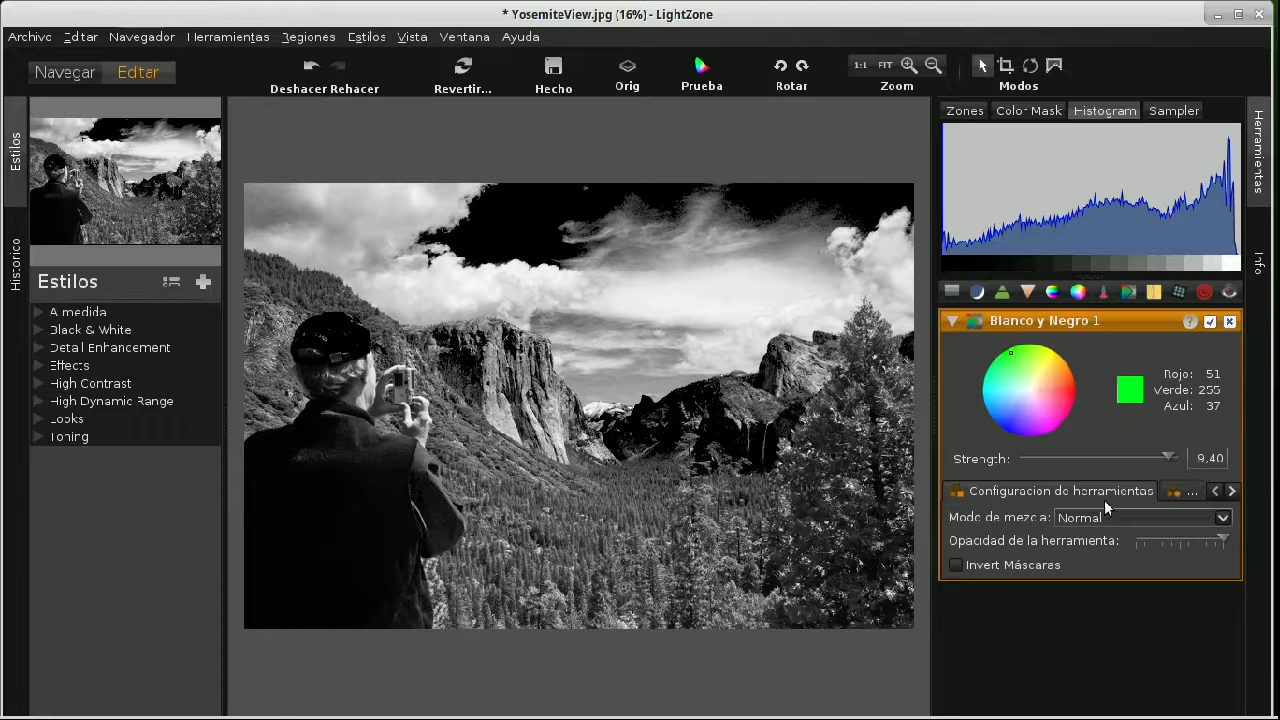 * YosemiteView.jpg (16%) - LightZone
Archivo Editar Navegador Herramientas Regiones Estilos Vista Ventana Ayuda
Navegar Editar
Deshacer Rehacer Revertir... Hecho Orig Prueba Rotar 1:1 FIT Zoom Modos
Estilos
Historico
Estilos
A medida
Black & White
Detail Enhancement
Effects
High Contrast
High Dynamic Range
Looks
Toning
Zones Color Mask Histogram Sampler
Herramientas
Info
Blanco y Negro 1 ?
Rojo: 51
Verde: 255
Azul: 37
Strength: 9,40
Configuracion de herramientas ...
Modo de mezcla: Normal
Opacidad de la herramienta:
Invert Máscaras